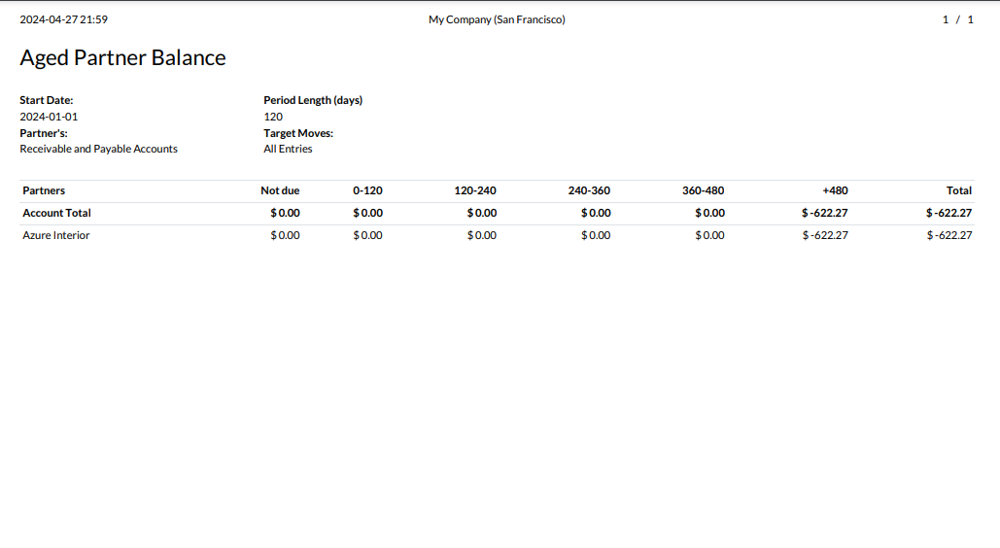 2024-04-27 21:59 My Company (San Francisco) 1 / 1
Aged Partner Balance
Start Date: Period Length (days)
2024-01-01 120
Partner's: Target Moves:
Receivable and Payable Accounts All Entries
Partners Not due 0-120 120-240 240-360 360-480 +480 Total
Account Total $ 0.00 $ 0.00 $ 0.00 $ 0.00 $ 0.00 $ -622.27 $ -622.27
Azure Interior $ 0.00 $ 0.00 $ 0.00 $ 0.00 $ 0.00 $ -622.27 $ -622.27